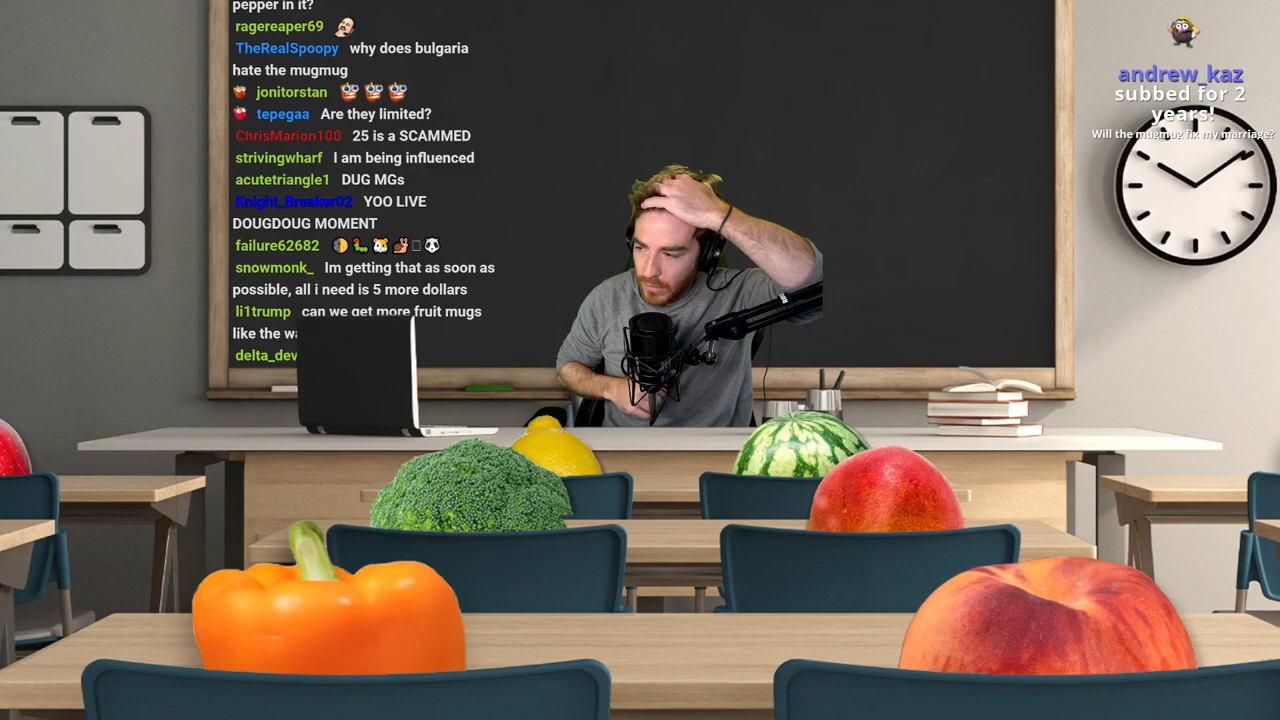 pepper in it?
ragereaper69
TheRealSpoopy why does bulgaria
hate the mugmug
jonitorstan
tepegaa Are they limited?
ChrisMarion100 25 is a SCAMMED
strivingwharf I am being influenced
acutetriangle1 DUG MGs
Knight_Breaker02 YOO LIVE
DOUGDOUG MOMENT
failure62682
snowmonk_ Im getting that as soon as
possible, all i need is 5 more dollars
li1trump can we get more fruit mugs
like the
andrew_kaz
subbed for 2
years!
Will the mugmug fix my marriage?